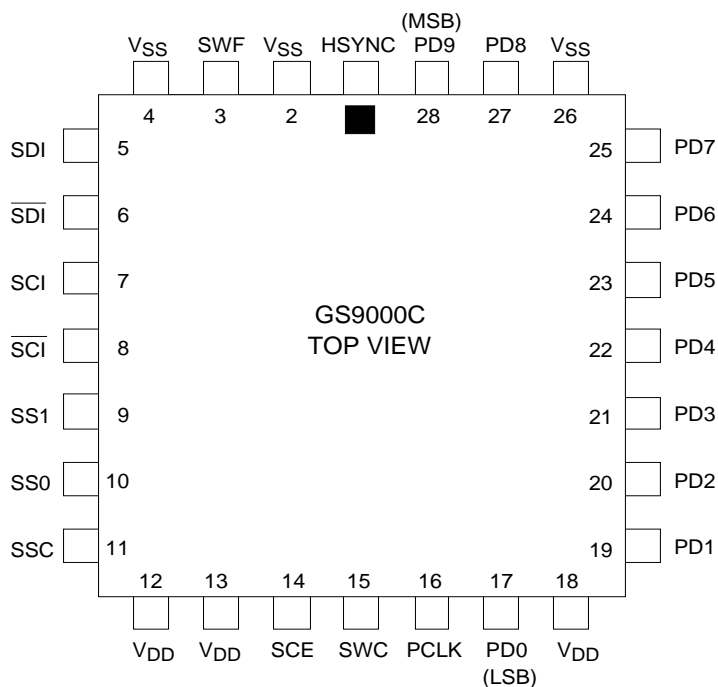 (MSB)
VSS SWF VSS HSYNC PD9 PD8 VSS
4 3 2 28 27 26
SDI 5 25 PD7
S̅D̅I̅ 6 24 PD6
SCI 7 23 PD5
GS9000C
TOP VIEW
S̅C̅I̅ 8 22 PD4
SS1 9 21 PD3
SS0 10 20 PD2
SSC 11 19 PD1
12 13 14 15 16 17 18
VDD VDD SCE SWC PCLK PD0 VDD
(LSB)